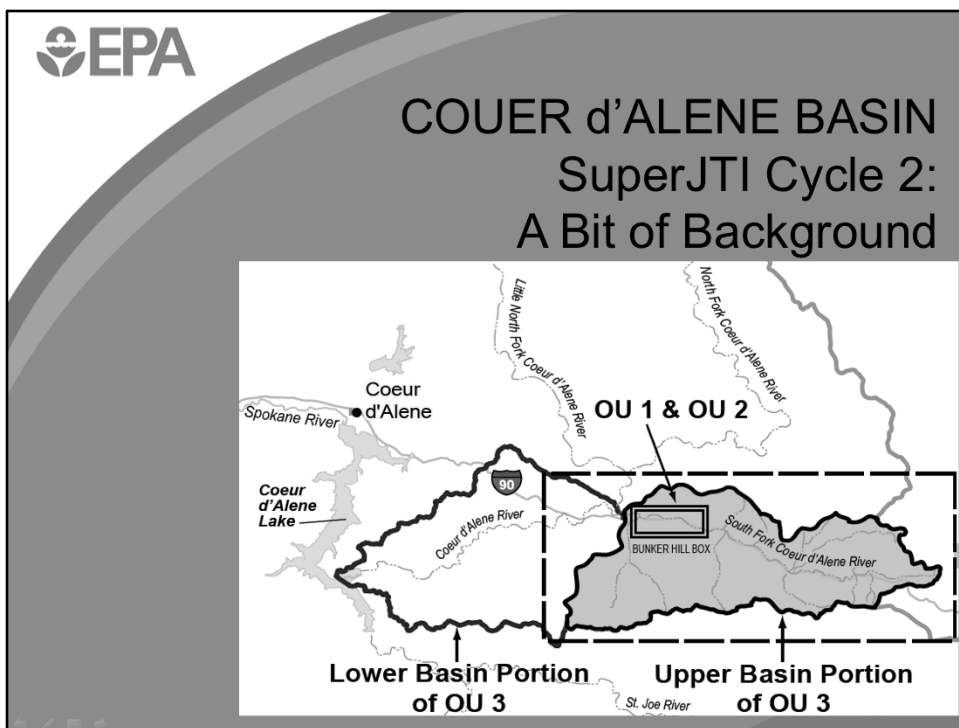 EPA
COUER d'ALENE BASIN
SuperJTI Cycle 2:
A Bit of Background
Little North Fork Coeur d'Alene River
North Fork Coeur d'Alene River
Coeur
d'Alene
Spokane River
OU 1 & OU 2
90
Coeur
d'Alene
Lake
Coeur d'Alene River
South Fork Coeur d'Alene River
BUNKER HILL BOX
Lower Basin Portion
of OU 3
Upper Basin Portion
of OU 3
St. Joe River